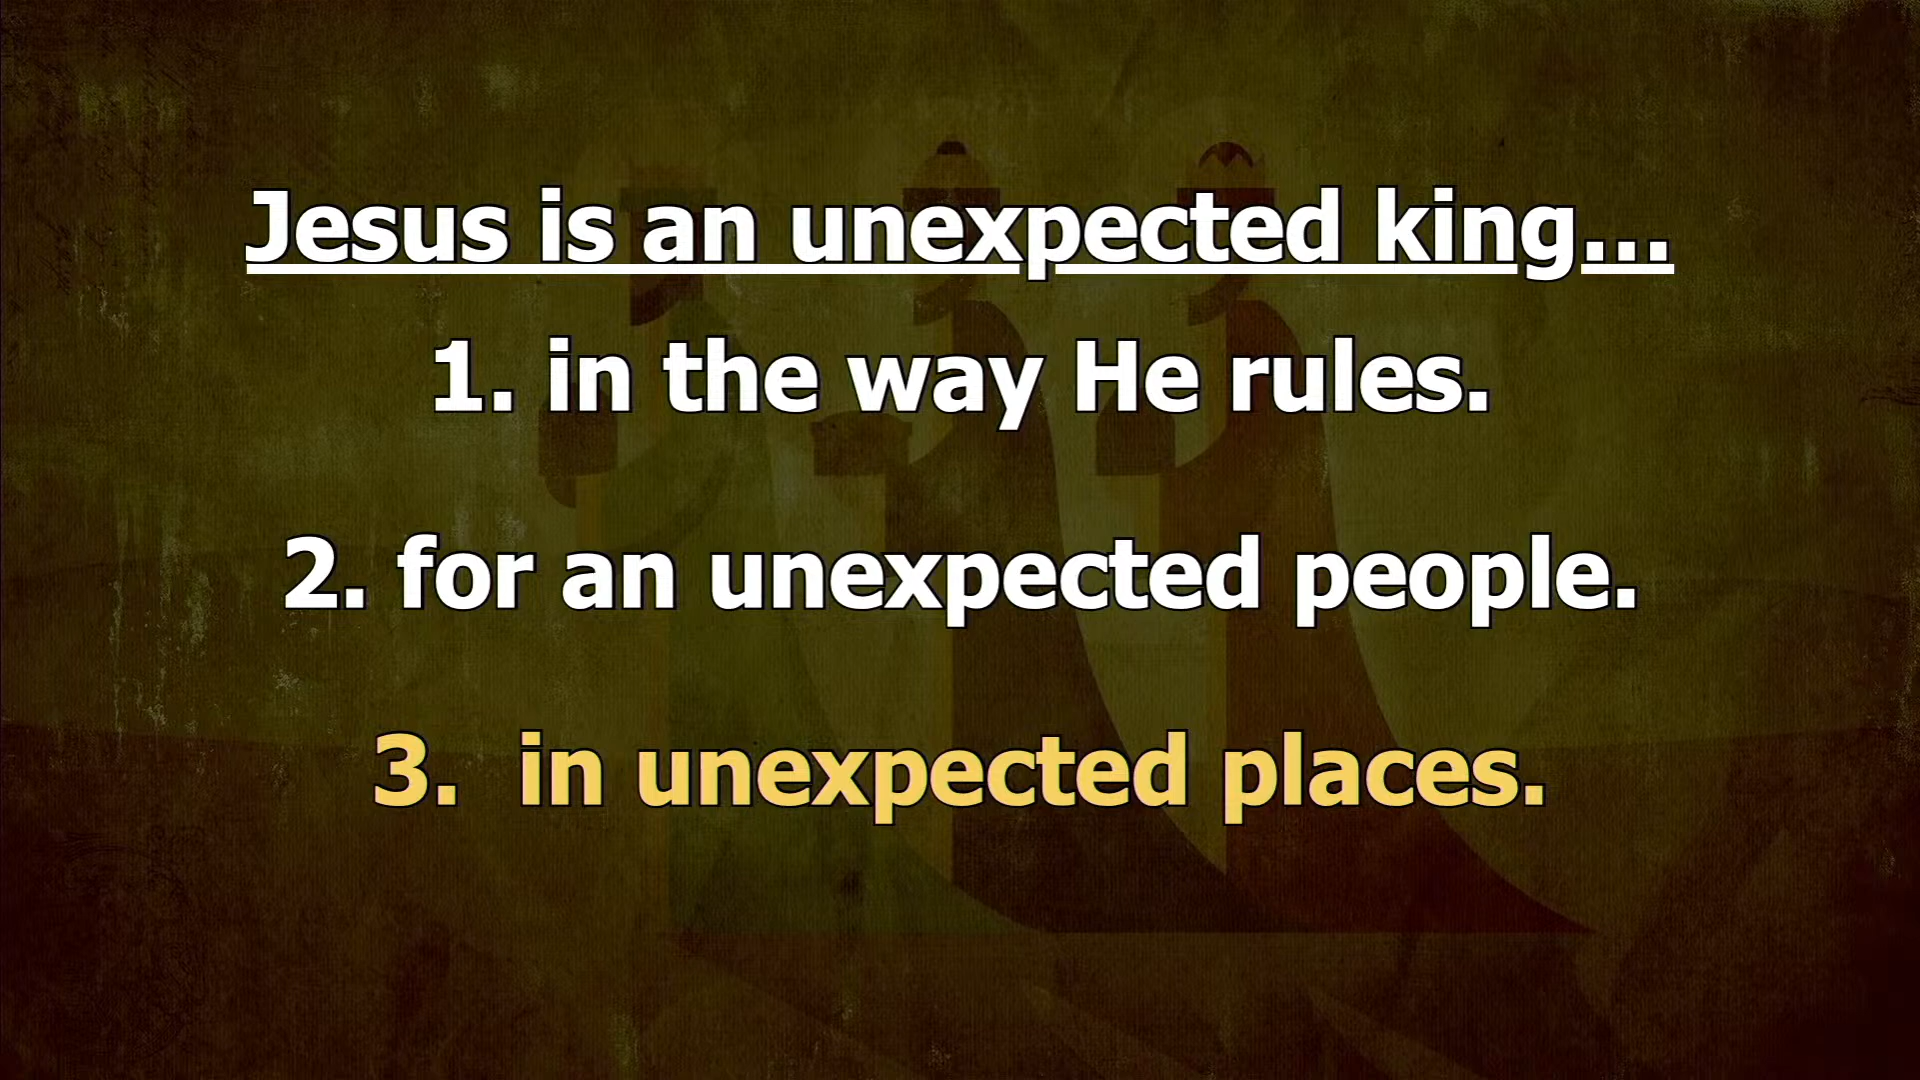 Jesus is an unexpected king...
1. in the way He rules.
2. for an unexpected people.
3.  in unexpected places.